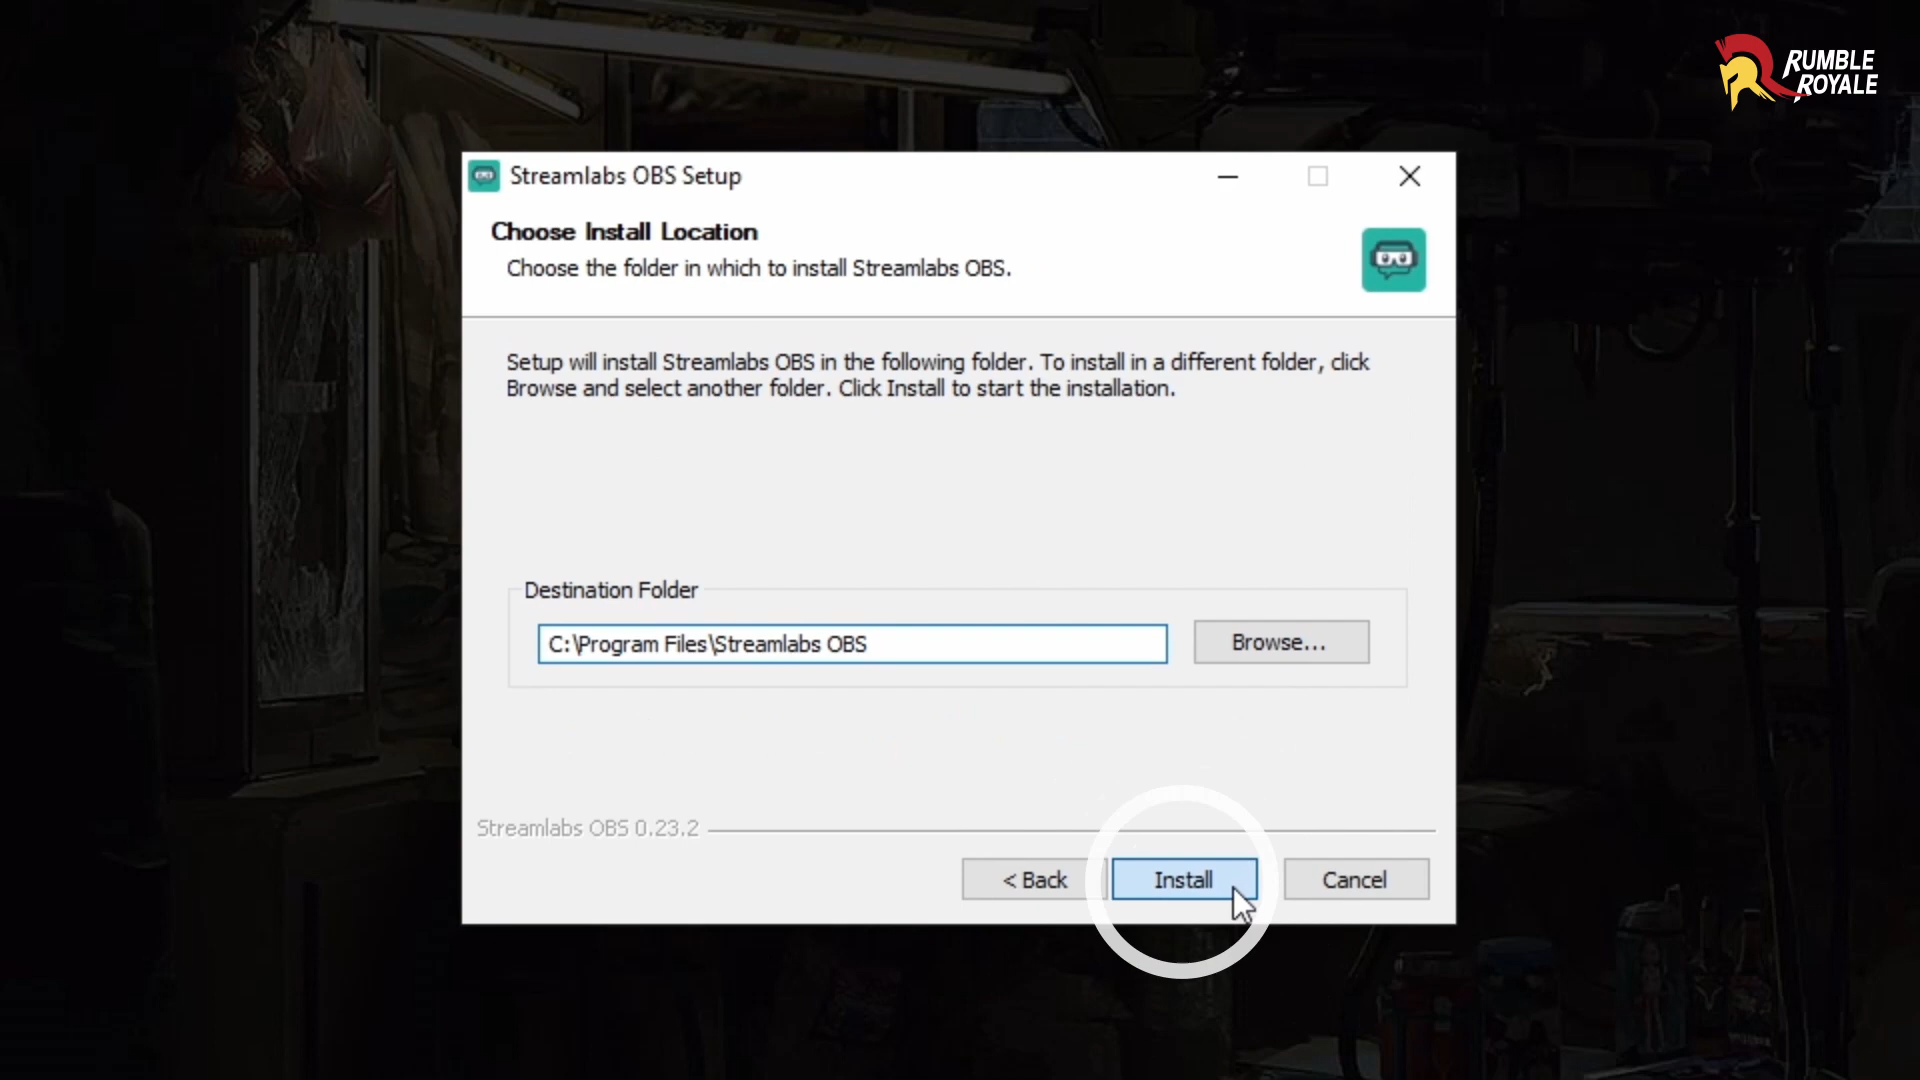 RUMBLE
ROYALE
Streamlabs OBS Setup
Choose Install Location
Choose the folder in which to install Streamlabs OBS.
Setup will install Streamlabs OBS in the following folder. To install in a different folder, click
Browse and select another folder. Click Install to start the installation.
Destination Folder
C:\Program Files\Streamlabs OBS
Browse...
Streamlabs OBS 0.23.2
< Back
Install
Cancel